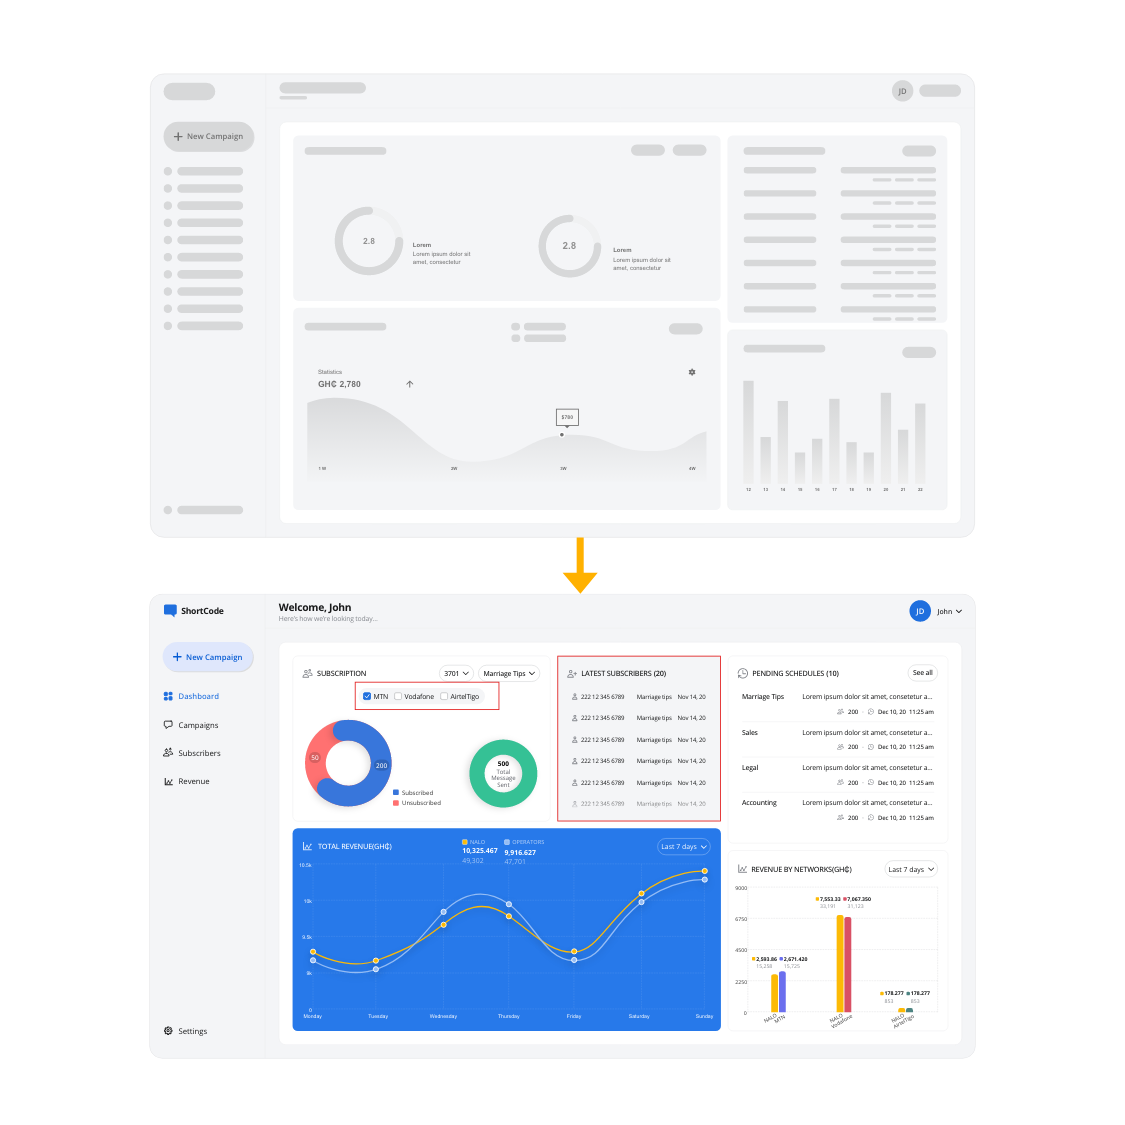 JD
New Campaign
2.8
Lorem
Lorem ipsum dolor sit
amet, consectetur
2.8
Lorem
Lorem ipsum dolor sit
amet, consectetur
Statistics
GH₵ 2,780
$780
1 W 2W 3W 4W
12 13 14 15 16 17 18 19 20 21 22
ShortCode
Welcome, John
Here's how we're looking today...
JD John
New Campaign
Dashboard
Campaigns
Subscribers
Revenue
Settings
SUBSCRIPTION 3701 Marriage Tips
MTN Vodafone AirtelTigo
50
200
Subscribed
Unsubscribed
500
Total
Message
Sent
LATEST SUBSCRIBERS (20)
222 12 345 6789 Marriage tips Nov 14, 20
222 12 345 6789 Marriage tips Nov 14, 20
222 12 345 6789 Marriage tips Nov 14, 20
222 12 345 6789 Marriage tips Nov 14, 20
222 12 345 6789 Marriage tips Nov 14, 20
222 12 345 6789 Marriage tips Nov 14, 20
PENDING SCHEDULES (10) See all
Marriage Tips Lorem ipsum dolor sit amet, consetetur a...
200 · Dec 10, 20 11:25 am
Sales Lorem ipsum dolor sit amet, consetetur a...
200 · Dec 10, 20 11:25 am
Legal Lorem ipsum dolor sit amet, consetetur a...
200 · Dec 10, 20 11:25 am
Accounting Lorem ipsum dolor sit amet, consetetur a...
200 · Dec 10, 20 11:25 am
TOTAL REVENUE(GH₵)
NALO OPERATORS
10,325.467 9,916.627
49,302 47,701
Last 7 days
10.5k
10k
9.5k
9k
0
Monday Tuesday Wednesday Thursday Friday Saturday Sunday
REVENUE BY NETWORKS(GH₵) Last 7 days
9000
6750
4500
2250
0
7,553.33 7,067.350
33,191 31,123
2,593.86 2,671.420
15,258 15,725
178.277 178.277
853 853
NALO
MTN
NALO
Vodafone
NALO
AirtelTigo